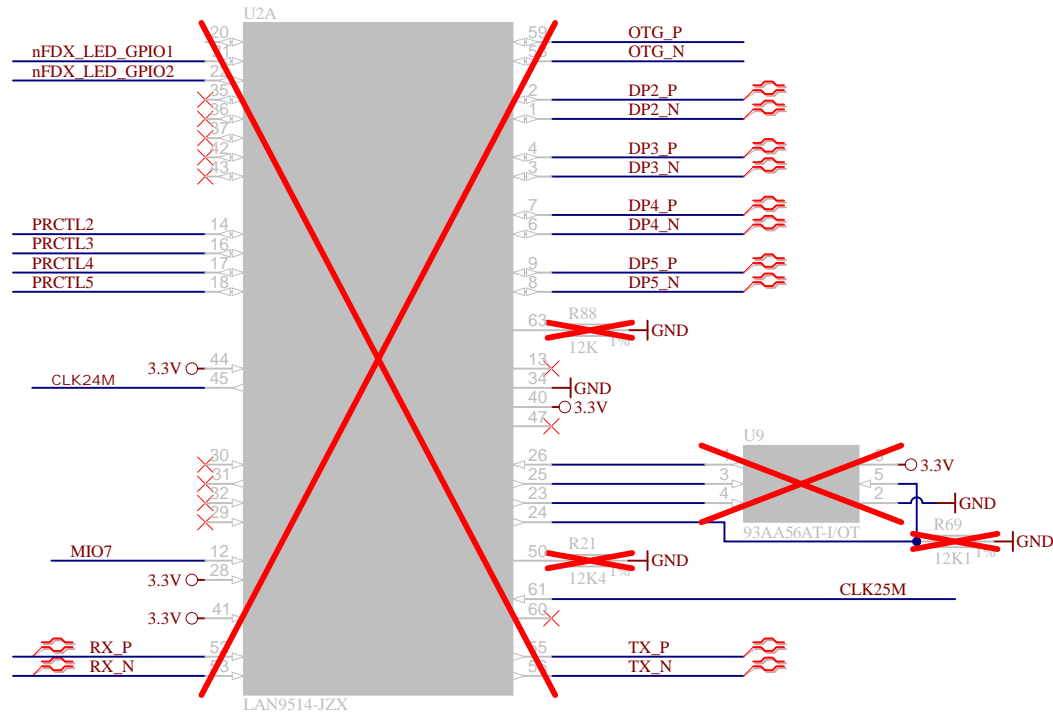 U2A
20
59
OTG_P
nFDX_LED_GPIO1
21
58
OTG_N
nFDX_LED_GPIO2
22
35
2
DP2_P
36
1
DP2_N
37
42
4
DP3_P
43
3
DP3_N
7
DP4_P
PRCTL2
14
6
DP4_N
PRCTL3
16
PRCTL4
17
9
DP5_P
PRCTL5
18
8
DP5_N
63
R88
12K
1%
GND
3.3V
44
13
CLK24M
45
34
GND
40
3.3V
47
U9
30
26
6
3.3V
31
25
3
5
32
23
4
2
GND
29
24
93AA56AT-I/OT
R69
12K1
1%
GND
MIO7
12
50
R21
12K4
1%
GND
3.3V
28
61
CLK25M
3.3V
41
60
RX_P
52
55
TX_P
RX_N
53
56
TX_N
LAN9514-JZX